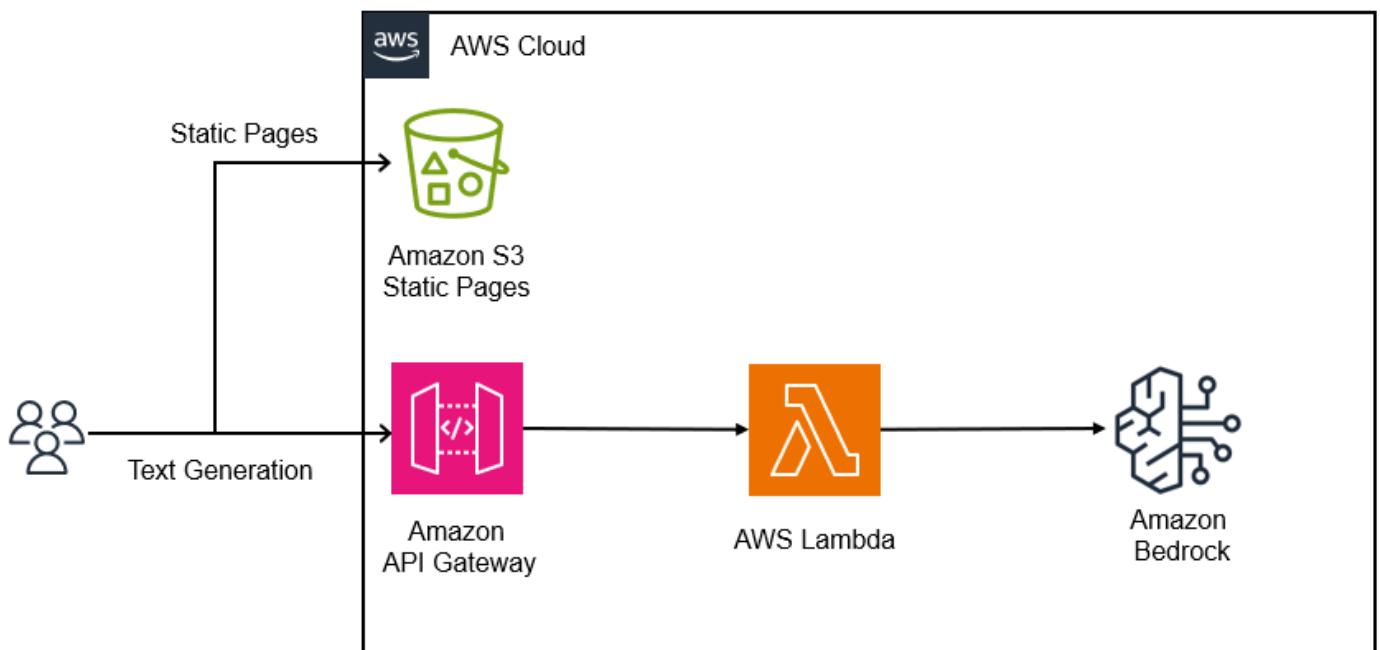 aws
AWS Cloud
Static Pages
Amazon S3
Static Pages
Text Generation
</>
Amazon
API Gateway
AWS Lambda
Amazon
Bedrock